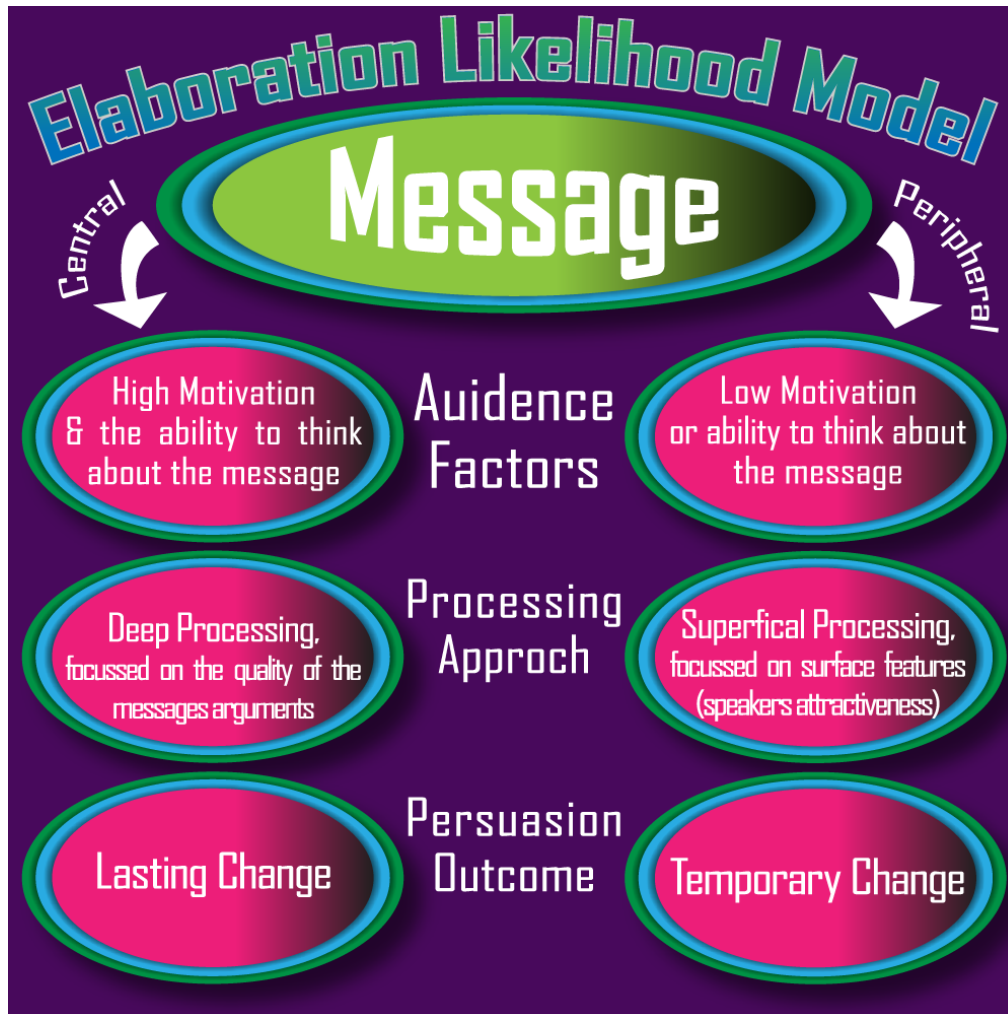 Elaboration Likelihood Model
Message
Central
Peripheral
High Motivation
& the ability to think
about the message
Auidence
Factors
Low Motivation
or ability to think about
the message
Deep Processing,
focussed on the quality of the
messages arguments
Processing
Approch
Superfical Processing,
focussed on surface features
(speakers attractiveness)
Lasting Change
Persuasion
Outcome
Temporary Change